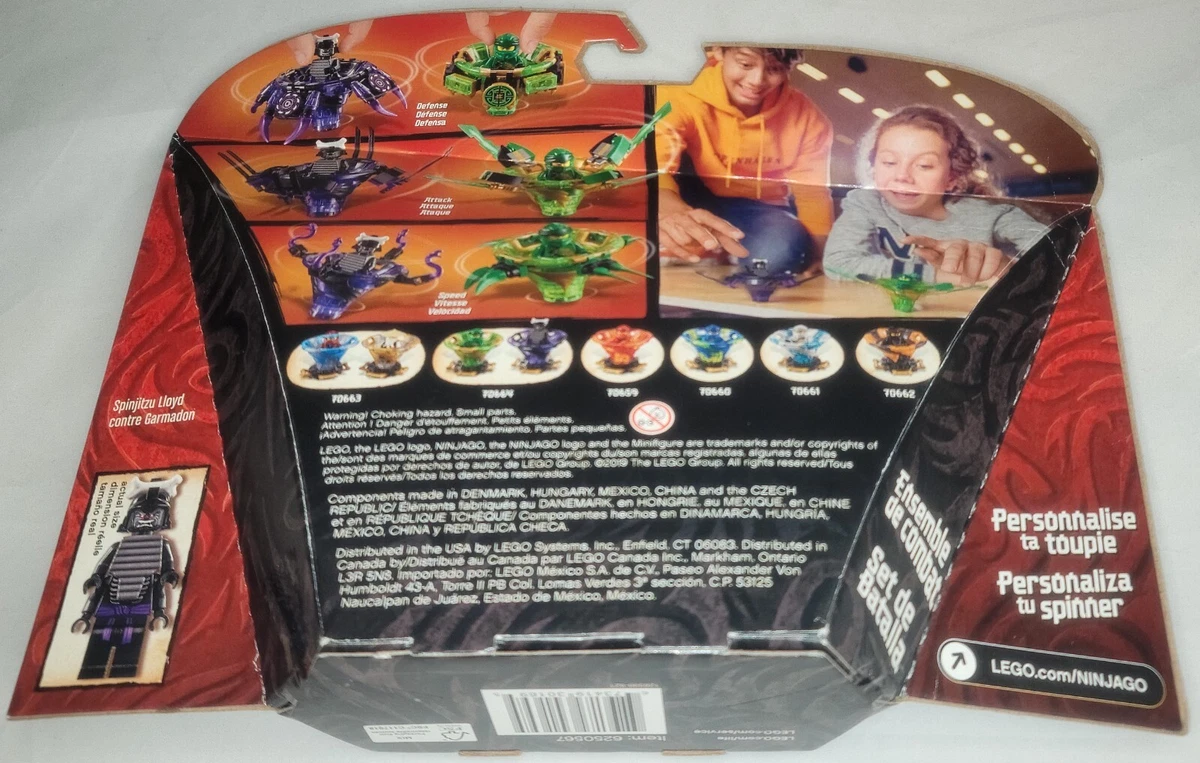 Defense
Défense
Defensa
Attack
Attaque
Ataque
Speed
Vitesse
Velocidad
70663
70664
70659
70660
70661
70662
Spinjitzu Lloyd
contre Garmadon
actual size
dimension réelle
tamaño real
Warning! Choking hazard. Small parts.
Attention ! Danger d'étouffement. Petits éléments.
¡Advertencia! Peligro de atragantamiento. Partes pequeñas.
LEGO, the LEGO logo, NINJAGO, the NINJAGO logo and the Minifigure are trademarks and/or copyrights of
the/sont des marques de commerce et/ou copyrights du/son marcas registradas, algunas de ellas
protegidas por derechos de autor, de LEGO Group. ©2019 The LEGO Group. All rights reserved/Tous
droits réservés/Todos los derechos reservados.
Components made in DENMARK, HUNGARY, MEXICO, CHINA and the CZECH
REPUBLIC/ Éléments fabriqués au DANEMARK, en HONGRIE, au MEXIQUE, en CHINE
et en RÉPUBLIQUE TCHÈQUE/ Componentes hechos en DINAMARCA, HUNGRÍA,
MÉXICO, CHINA y REPÚBLICA CHECA.
Distributed in the USA by LEGO Systems, Inc., Enfield, CT 06083. Distributed in
Canada by/Distribué au Canada par LEGO Canada Inc., Markham, Ontario
L3R 5N8. Importado por: LEGO México S.A. de C.V., Paseo Alexander Von
Humboldt 43-A, Torre II PB Col. Lomas Verdes 3ª sección, C.P. 53125
Naucalpan de Juárez, Estado de México, México.
Ensemble
de combat
Set de
Batalla
Personnalise
ta toupie
Personaliza
tu spinner
LEGO.com/NINJAGO
Item: 6250567
LEGO.com/service
LEGO.com/life